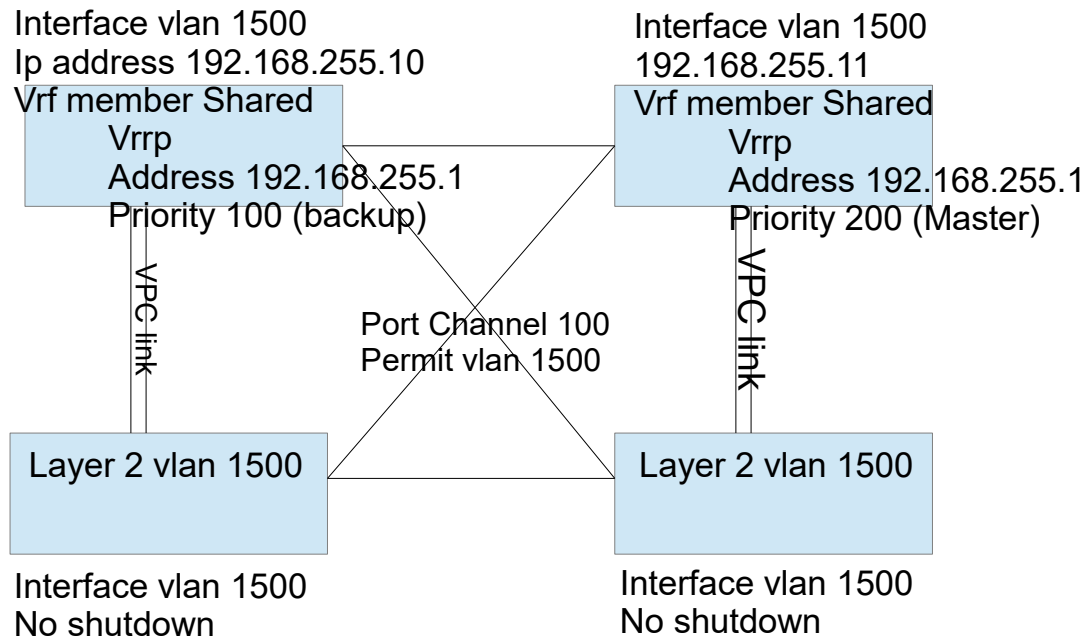 Interface vlan 1500
Ip address 192.168.255.10
Vrf member Shared
Vrrp
Address 192.168.255.1
Priority 100 (backup)
Interface vlan 1500
192.168.255.11
Vrf member Shared
Vrrp
Address 192.168.255.1
Priority 200 (Master)
VPC link
Port Channel 100
Permit vlan 1500
VPC link
Layer 2 vlan 1500
Layer 2 vlan 1500
Interface vlan 1500
No shutdown
Interface vlan 1500
No shutdown